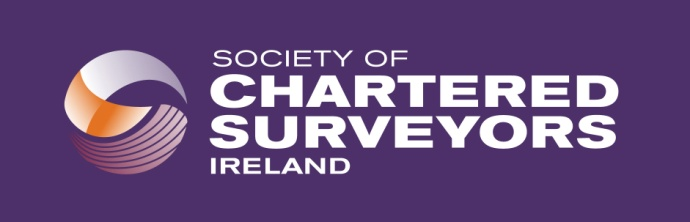 SOCIETY OF
CHARTERED
SURVEYORS
IRELAND